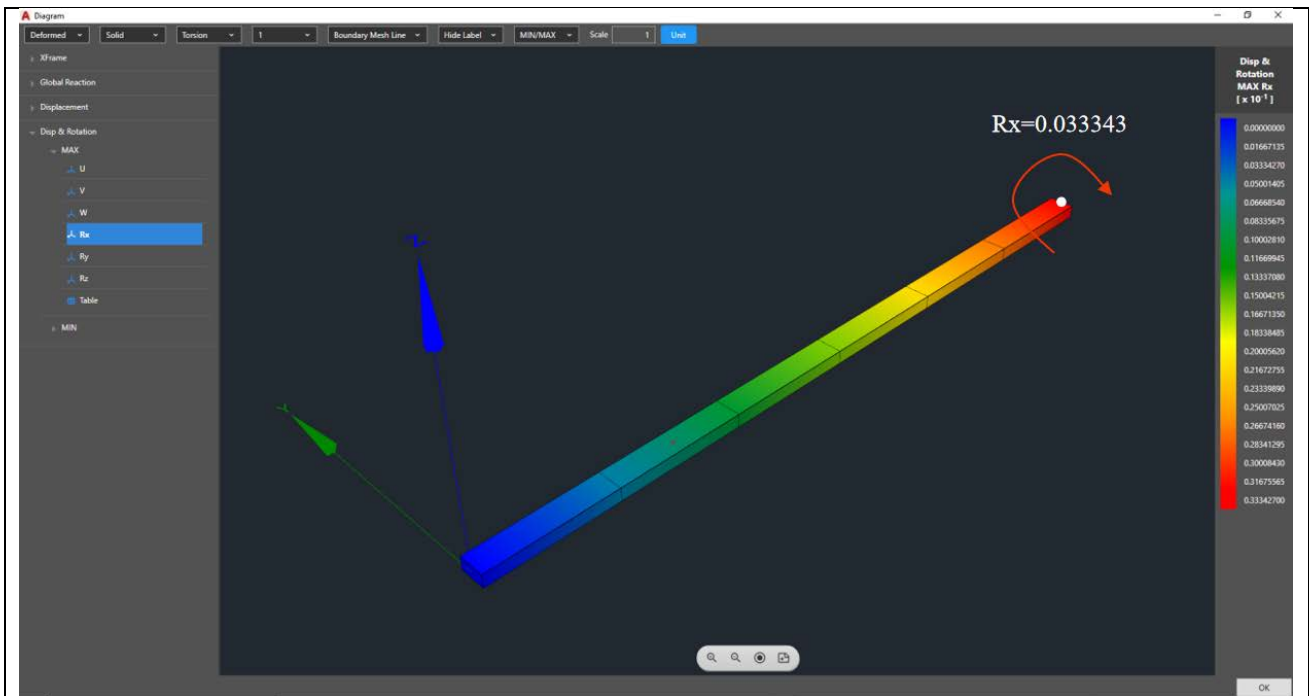 Diagram
Deformed Solid Torsion 1 Boundary Mesh Line Hide Label MIN/MAX Scale 1 Unit
XFrame
Global Reaction
Displacement
Disp & Rotation
MAX
U
V
W
Rx
Ry
Rz
Table
MIN
Rx=0.033343
Disp &
Rotation
MAX Rx
[ x 10⁻¹ ]
0.00000000
0.01667135
0.03334270
0.05001405
0.06668540
0.08335675
0.10002810
0.11669945
0.13337080
0.15004215
0.16671350
0.18338485
0.20005620
0.21672755
0.23339890
0.25007025
0.26674160
0.28341295
0.30008430
0.31675565
0.33342700
OK